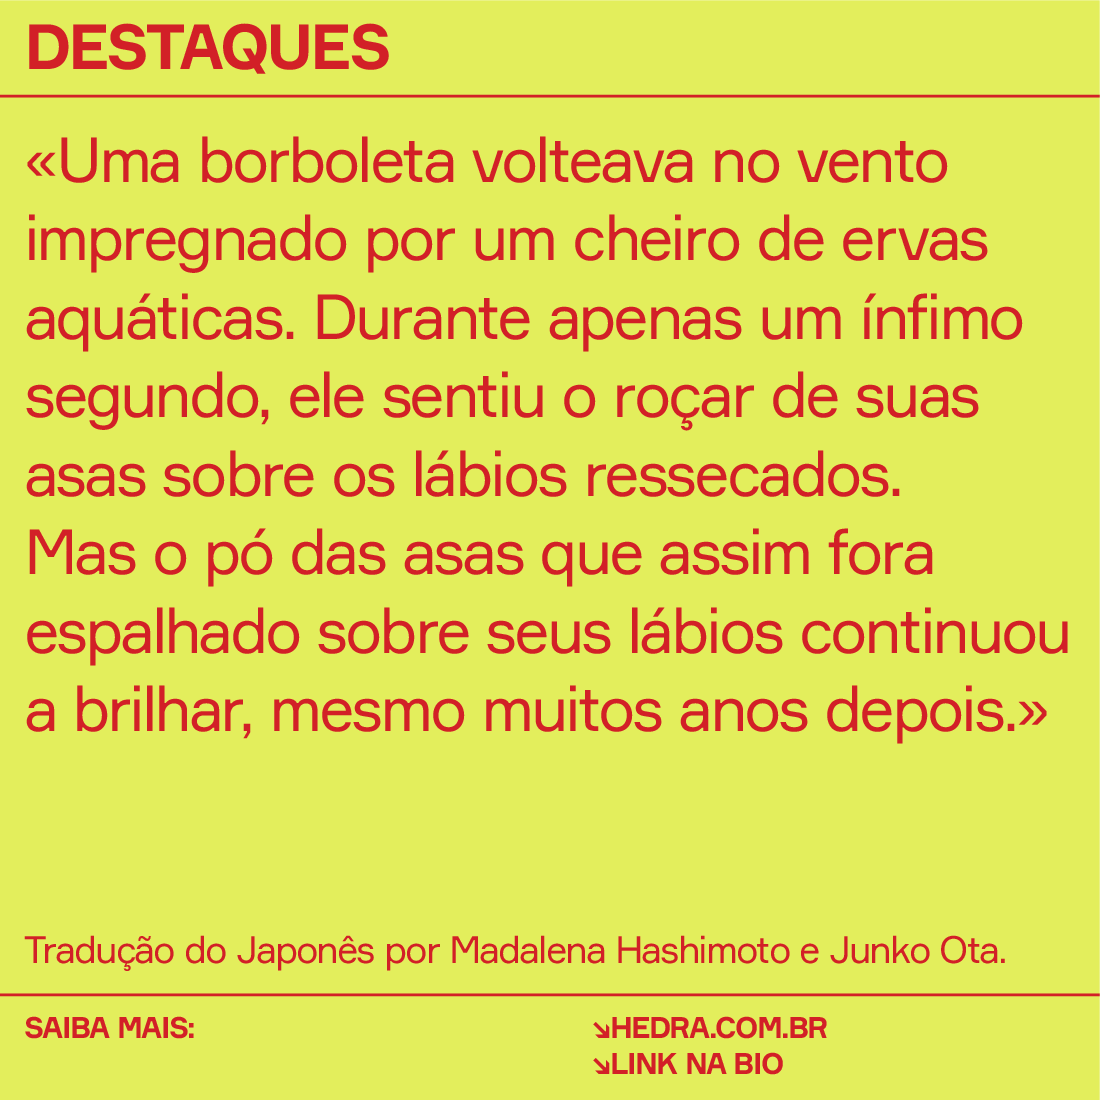 DESTAQUES
«Uma borboleta volteava no vento
impregnado por um cheiro de ervas
aquáticas. Durante apenas um ínfimo
segundo, ele sentiu o roçar de suas
asas sobre os lábios ressecados.
Mas o pó das asas que assim fora
espalhado sobre seus lábios continuou
a brilhar, mesmo muitos anos depois.»
Tradução do Japonês por Madalena Hashimoto e Junko Ota.
SAIBA MAIS:
↘HEDRA.COM.BR
↘LINK NA BIO